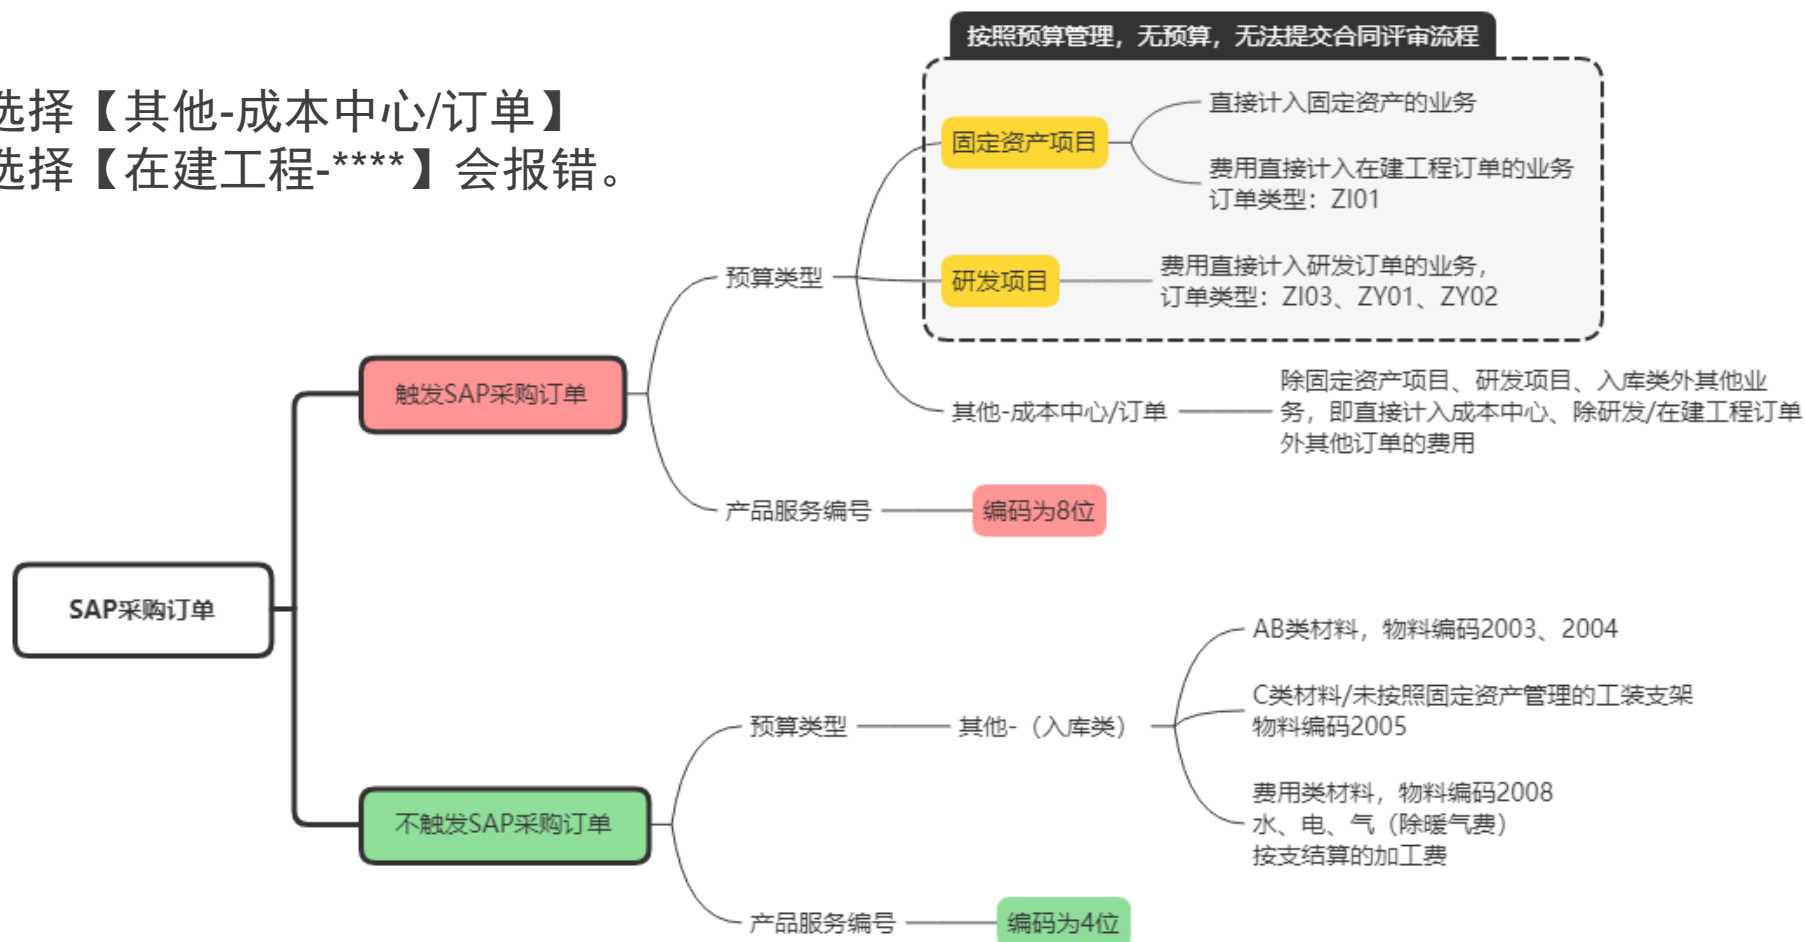 按照预算管理，无预算，无法提交合同评审流程
选择【其他-成本中心/订单】
选择【在建工程-****】会报错。
直接计入固定资产的业务
固定资产项目
费用直接计入在建工程订单的业务
订单类型：ZI01
预算类型
研发项目
费用直接计入研发订单的业务，
订单类型：ZI03、ZY01、ZY02
触发SAP采购订单
其他-成本中心/订单
除固定资产项目、研发项目、入库类外其他业
务，即直接计入成本中心、除研发/在建工程订单
外其他订单的费用
产品服务编号
编码为8位
SAP采购订单
AB类材料，物料编码2003、2004
C类材料/未按照固定资产管理的工装支架
物料编码2005
预算类型
其他-（入库类）
费用类材料，物料编码2008
水、电、气（除暖气费）
按支结算的加工费
不触发SAP采购订单
产品服务编号
编码为4位